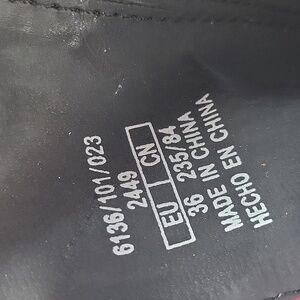 6136/101/023
2449
EU | CN
36 235/84
MADE IN CHINA
HECHO EN CHINA